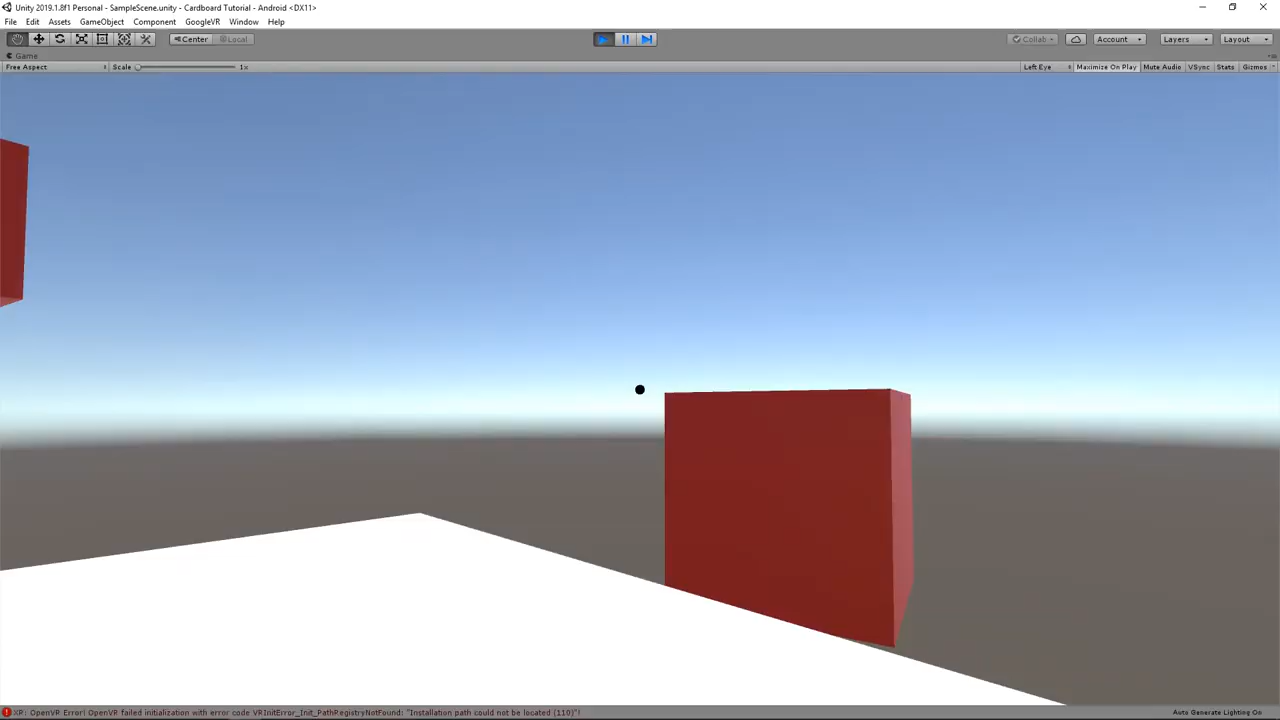 Unity 2019.1.8f1 Personal - SampleScene.unity - Cardboard Tutorial - Android <DX11>
File Edit Assets GameObject Component GoogleVR Window Help
Center Local Collab Account Layers Layout
Game
Free Aspect Scale 1x Left Eye Maximize On Play Mute Audio VSync Stats Gizmos
XR: OpenVR Error! OpenVR failed initialization with error code VRInitError_Init_PathRegistryNotFound: "Installation path could not be located (110)"! Auto Generate Lighting On